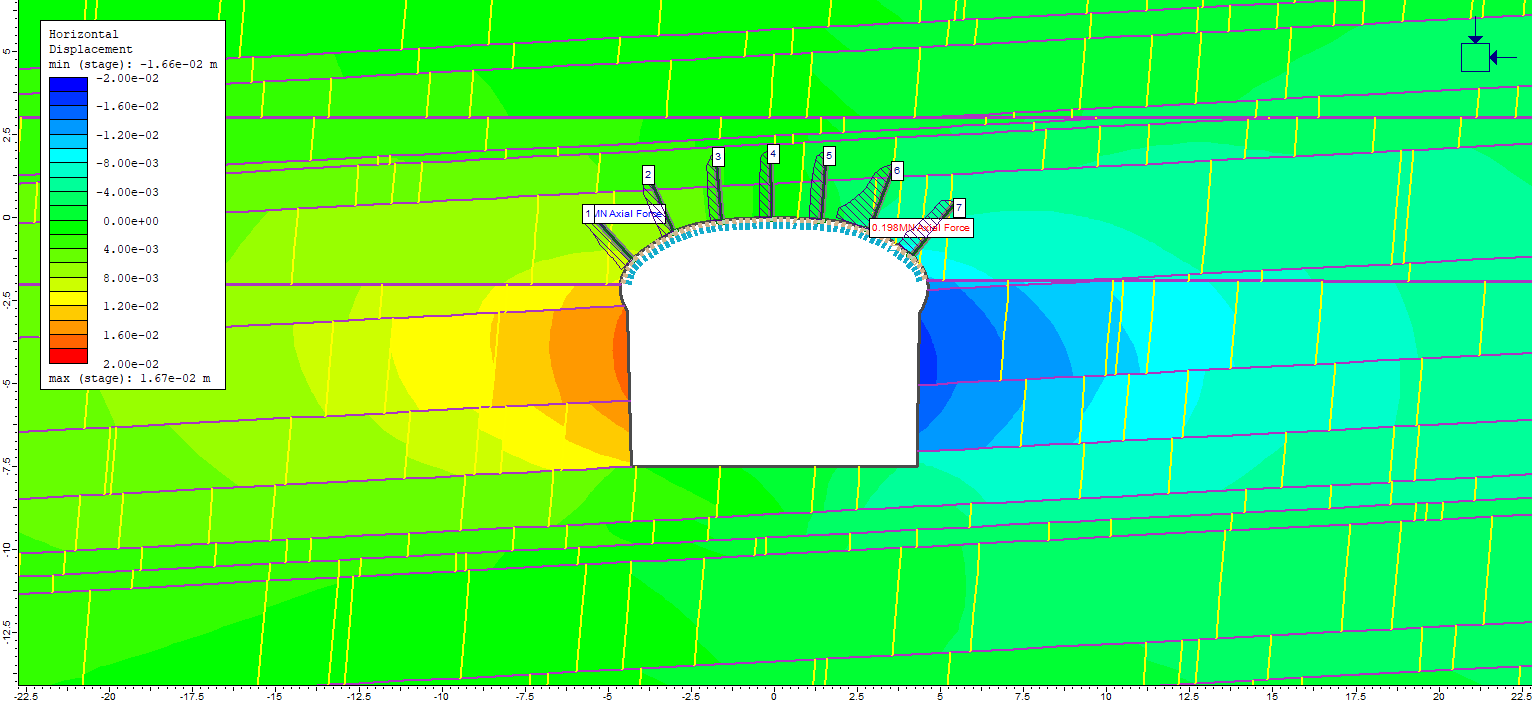 Horizontal
Displacement
min (stage): -1.66e-02 m
-2.00e-02
-1.60e-02
-1.20e-02
-8.00e-03
-4.00e-03
0.00e+00
4.00e-03
8.00e-03
1.20e-02
1.60e-02
2.00e-02
max (stage): 1.67e-02 m
5
2.5
0
-2.5
-5
-7.5
-10
-12.5
1
MN Axial Force
2
3
4
5
6
7
0.198MN Axial Force
-22.5 -20 -17.5 -15 -12.5 -10 -7.5 -5 -2.5 0 2.5 5 7.5 10 12.5 15 17.5 20 22.5